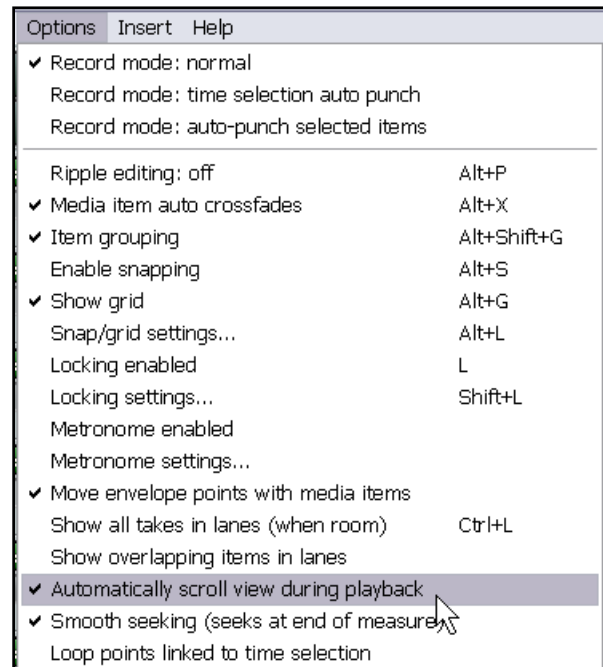 Options Insert Help
✔ Record mode: normal
Record mode: time selection auto punch
Record mode: auto-punch selected items
Ripple editing: off Alt+P
✔ Media item auto crossfades Alt+X
✔ Item grouping Alt+Shift+G
Enable snapping Alt+S
✔ Show grid Alt+G
Snap/grid settings... Alt+L
Locking enabled L
Locking settings... Shift+L
Metronome enabled
Metronome settings...
✔ Move envelope points with media items
Show all takes in lanes (when room) Ctrl+L
Show overlapping items in lanes
✔ Automatically scroll view during playback
✔ Smooth seeking (seeks at end of measure)
Loop points linked to time selection